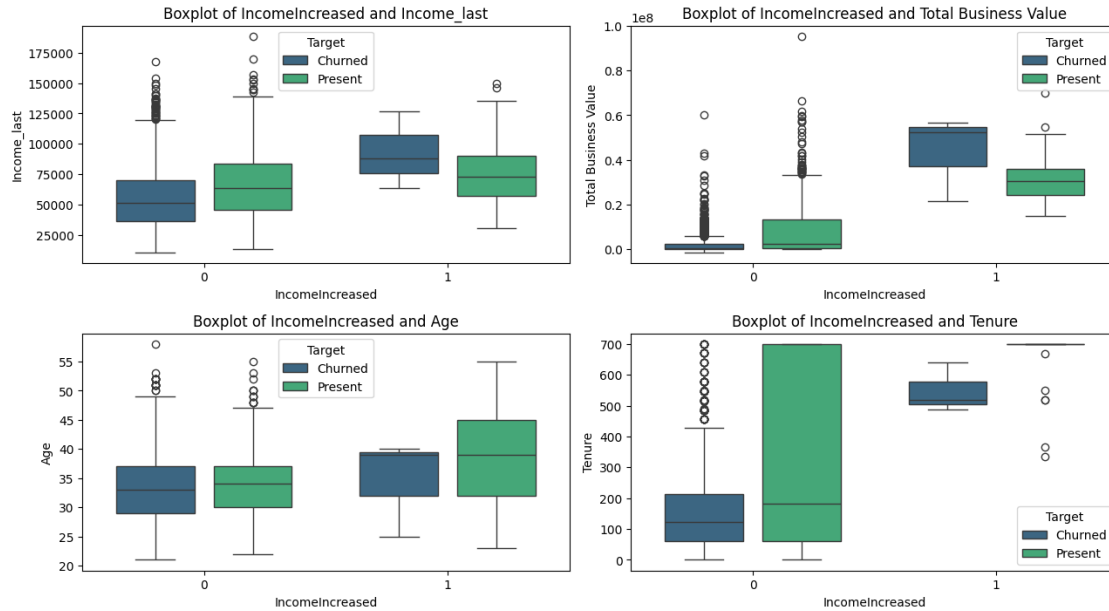 Boxplot of IncomeIncreased and Income_last
Income_last
175000
150000
125000
100000
75000
50000
25000
Target
Churned
Present
0
1
IncomeIncreased
Boxplot of IncomeIncreased and Total Business Value
1e8
Total Business Value
1.0
0.8
0.6
0.4
0.2
0.0
Target
Churned
Present
0
1
IncomeIncreased
Boxplot of IncomeIncreased and Age
Age
55
50
45
40
35
30
25
20
Target
Churned
Present
0
1
IncomeIncreased
Boxplot of IncomeIncreased and Tenure
Tenure
700
600
500
400
300
200
100
0
Target
Churned
Present
0
1
IncomeIncreased